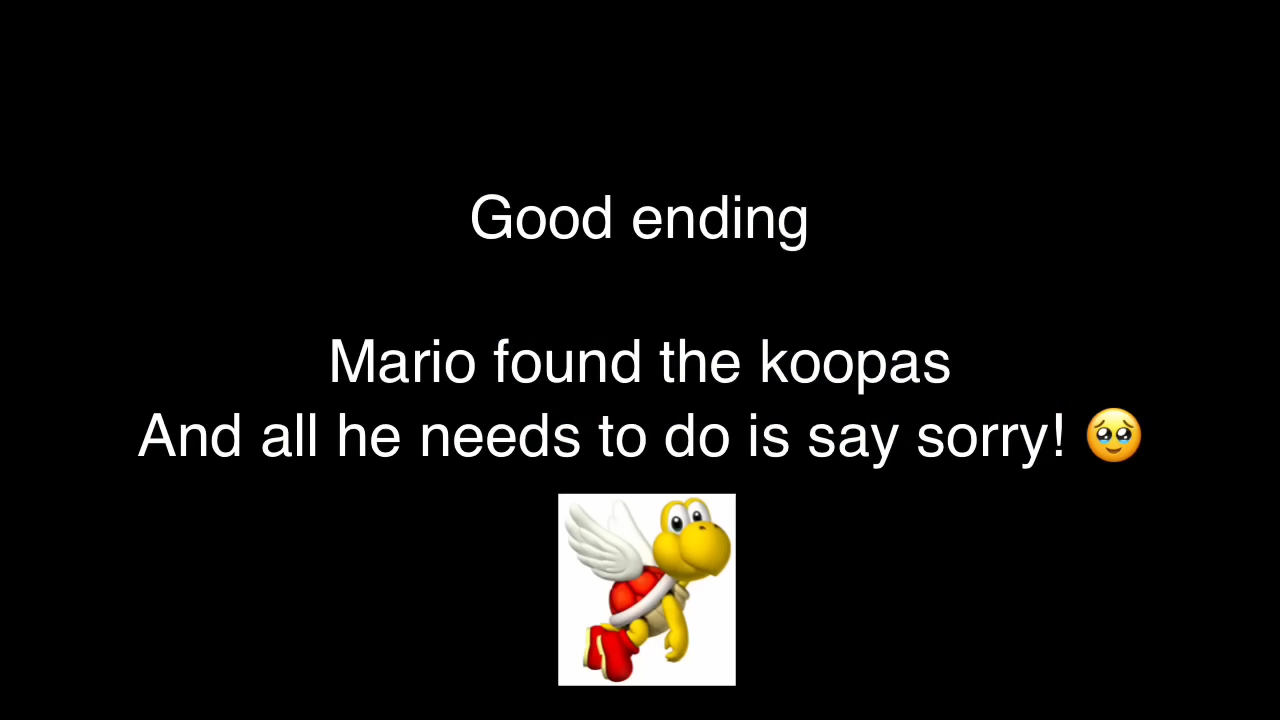 Good ending
Mario found the koopas
And all he needs to do is say sorry! 🥹